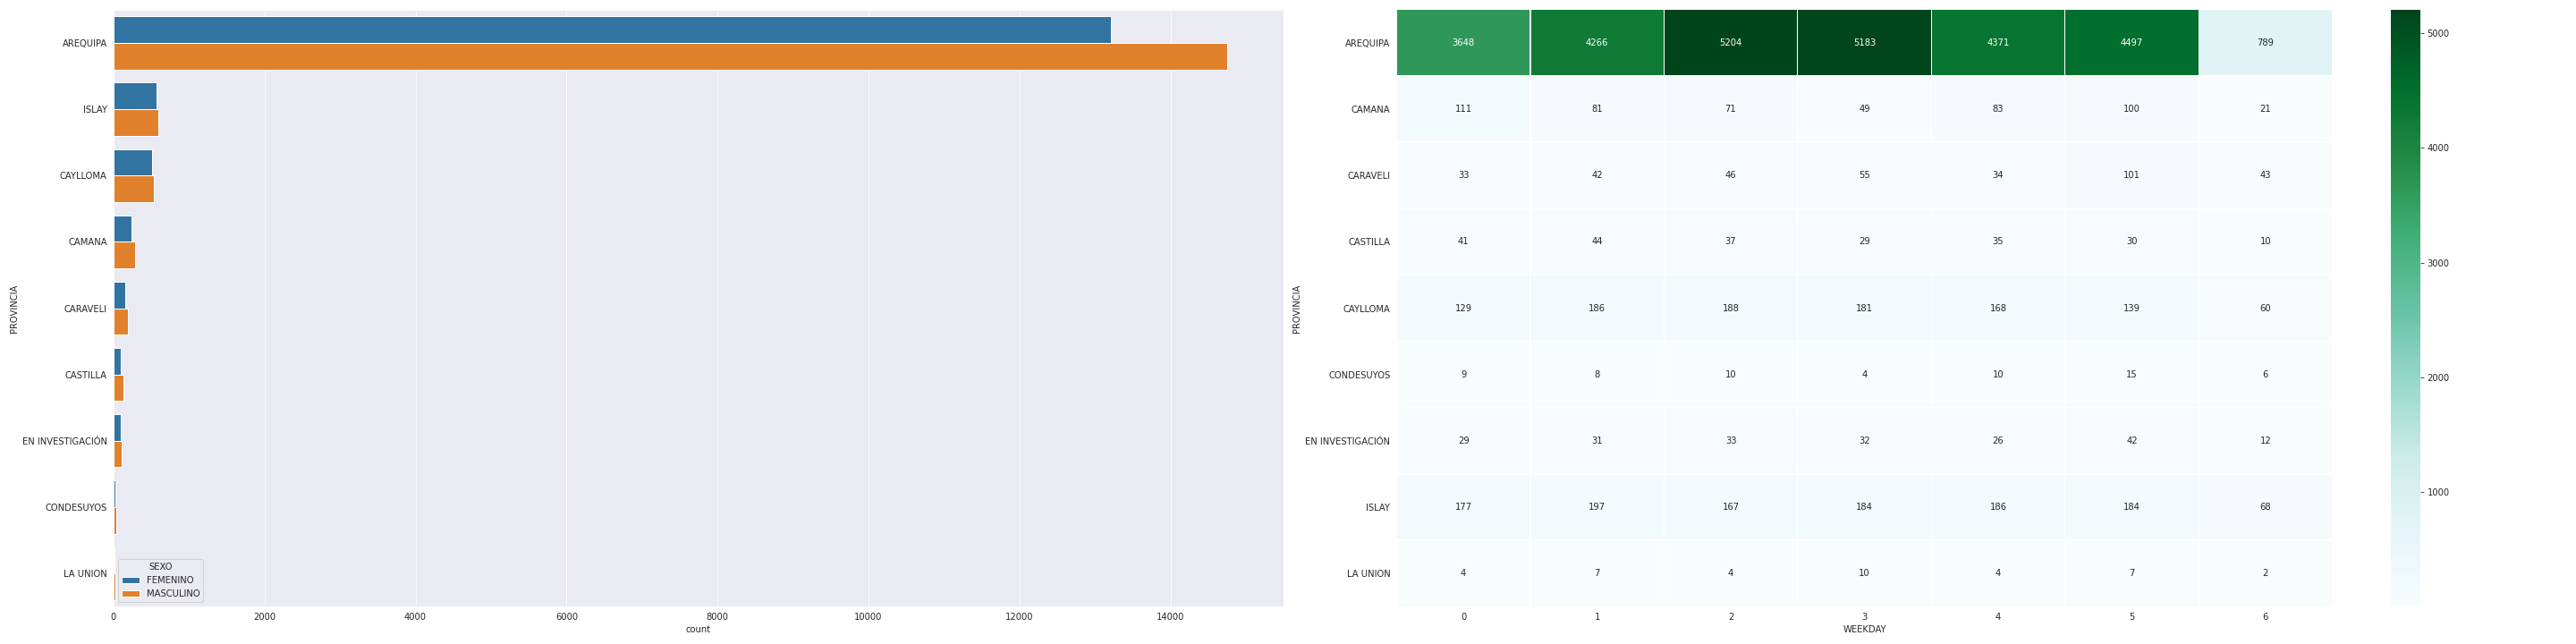 PROVINCIA
AREQUIPA
ISLAY
CAYLLOMA
CAMANA
CARAVELI
CASTILLA
EN INVESTIGACIÓN
CONDESUYOS
LA UNION
SEXO
FEMENINO
MASCULINO
0 2000 4000 6000 8000 10000 12000 14000
count
PROVINCIA
AREQUIPA 3648 4266 5204 5183 4371 4497 789
CAMANA 111 81 71 49 83 100 21
CARAVELI 33 42 46 55 34 101 43
CASTILLA 41 44 37 29 35 30 10
CAYLLOMA 129 186 188 181 168 139 60
CONDESUYOS 9 8 10 4 10 15 6
EN INVESTIGACIÓN 29 31 33 32 26 42 12
ISLAY 177 197 167 184 186 184 68
LA UNION 4 7 4 10 4 7 2
0 1 2 3 4 5 6
WEEKDAY
5000
4000
3000
2000
1000